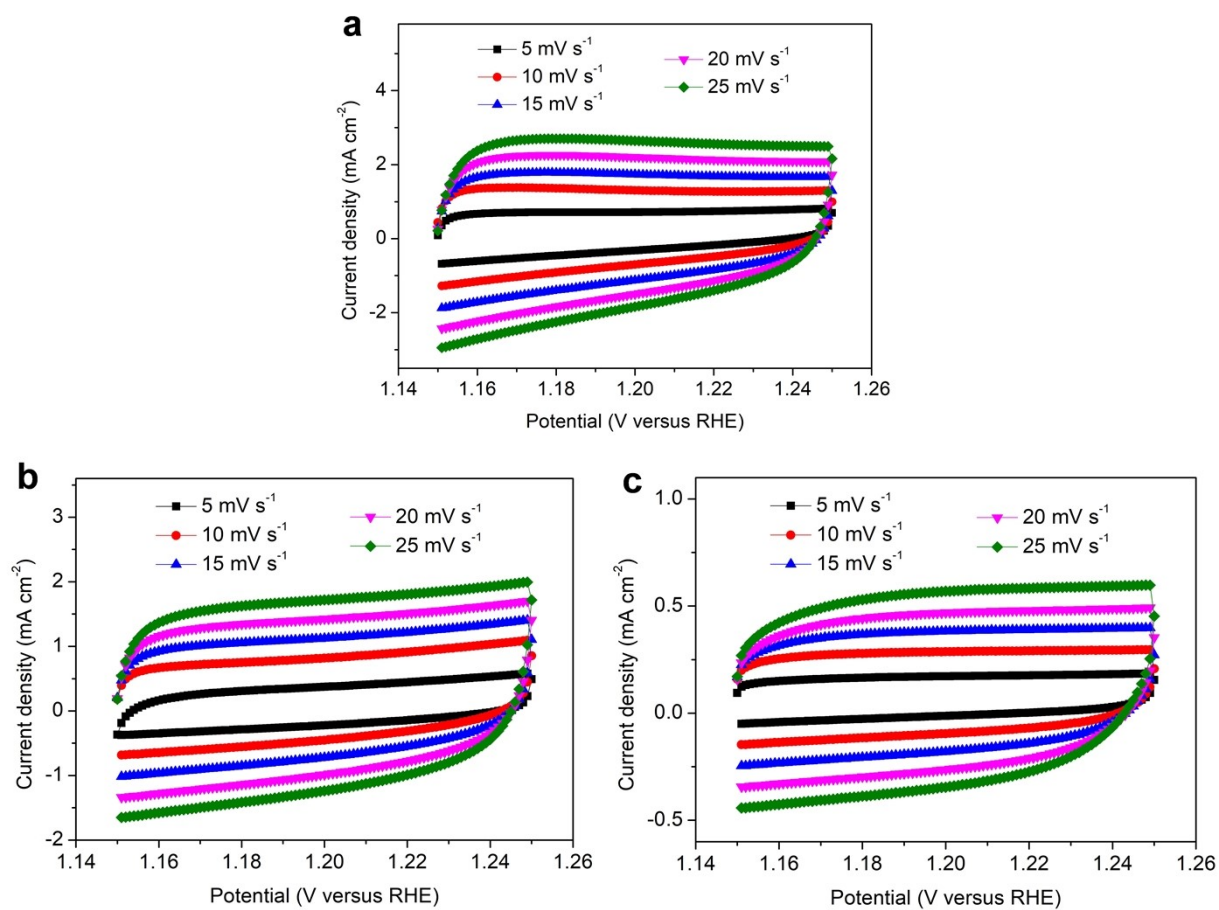 a
5 mV s⁻¹
10 mV s⁻¹
15 mV s⁻¹
20 mV s⁻¹
25 mV s⁻¹
Current density (mA cm⁻²)
4
2
0
-2
1.14 1.16 1.18 1.20 1.22 1.24 1.26
Potential (V versus RHE)
b
5 mV s⁻¹
10 mV s⁻¹
15 mV s⁻¹
20 mV s⁻¹
25 mV s⁻¹
Current density (mA cm⁻²)
3
2
1
0
-1
-2
1.14 1.16 1.18 1.20 1.22 1.24 1.26
Potential (V versus RHE)
c
5 mV s⁻¹
10 mV s⁻¹
15 mV s⁻¹
20 mV s⁻¹
25 mV s⁻¹
Current density (mA cm⁻²)
1.0
0.5
0.0
-0.5
1.14 1.16 1.18 1.20 1.22 1.24 1.26
Potential (V versus RHE)